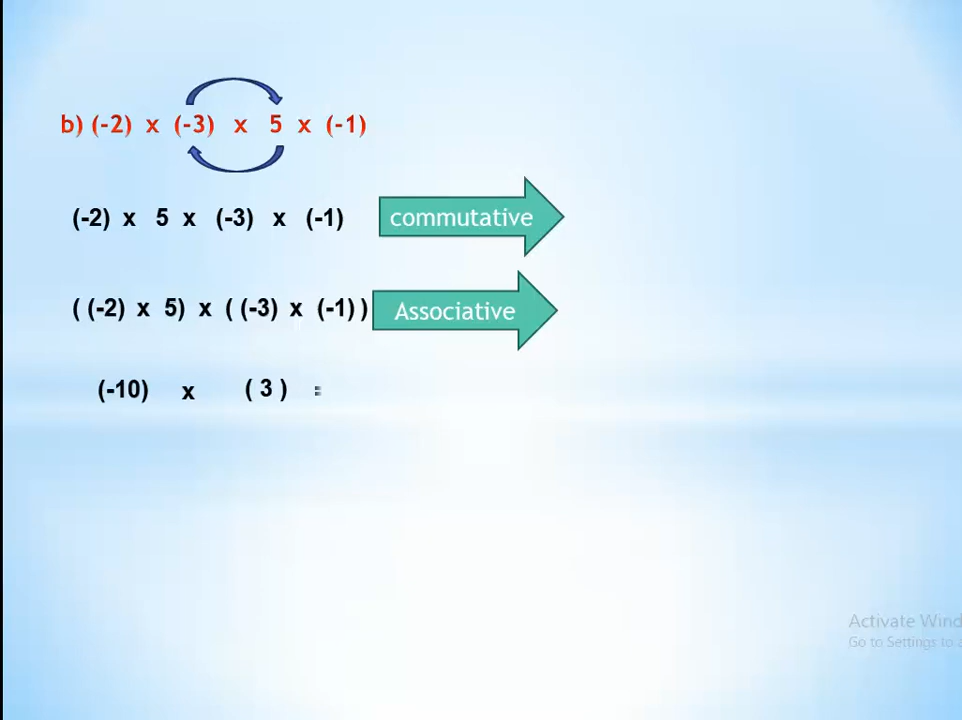 b) (-2) x (-3) x 5 x (-1)
(-2) x 5 x (-3) x (-1) commutative
( (-2) x 5) x ( (-3) x (-1) ) Associative
(-10) x ( 3 ) =
Activate Wind
Go to Settings to a